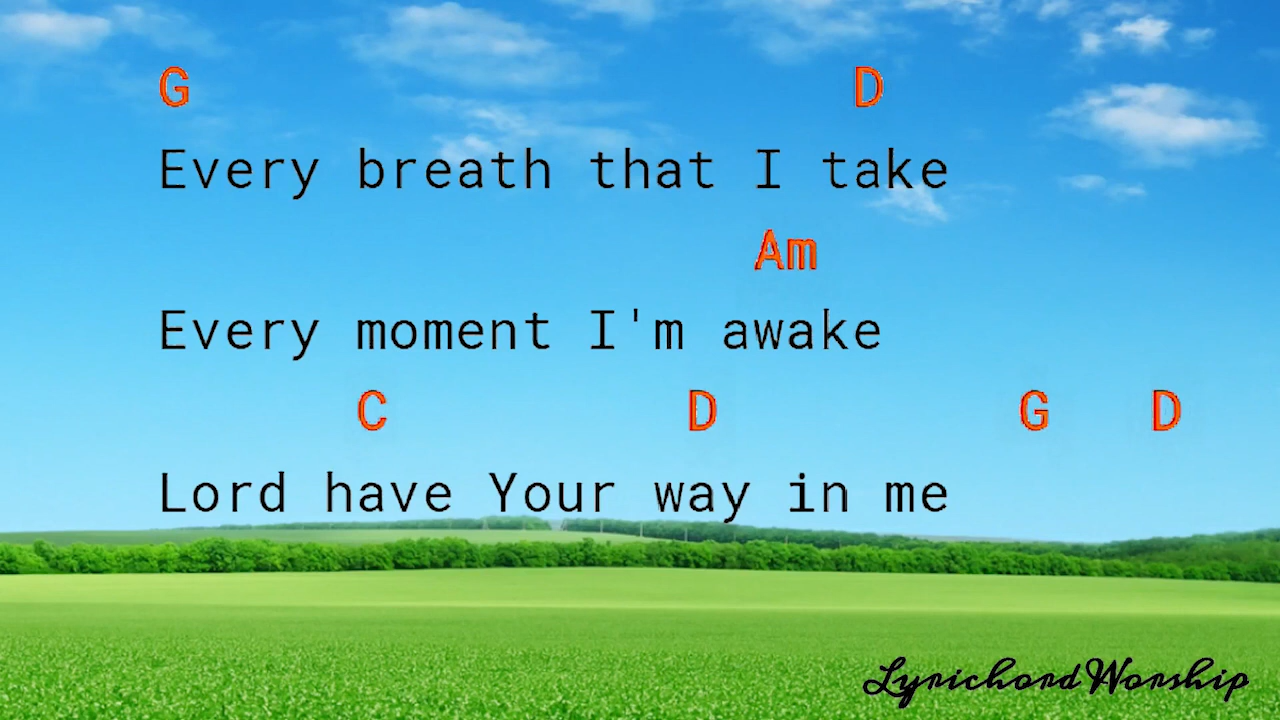 G D
Every breath that I take
Am
Every moment I'm awake
C D G D
Lord have Your way in me
LyrichordWorship